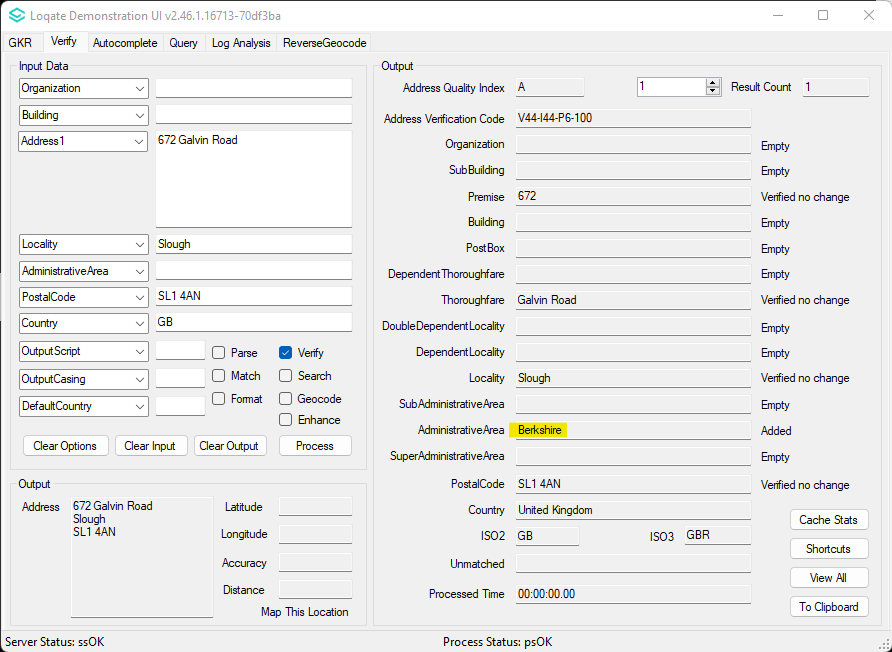 Loqate Demonstration UI v2.46.1.16713-70df3ba
GKR Verify Autocomplete Query Log Analysis ReverseGeocode
Input Data
Organization
Building
Address1 672 Galvin Road
Locality Slough
AdministrativeArea
PostalCode SL1 4AN
Country GB
OutputScript Parse Verify
OutputCasing Match Search
DefaultCountry Format Geocode
Enhance
Clear Options Clear Input Clear Output Process
Output
Address 672 Galvin Road
Slough
SL1 4AN
Latitude
Longitude
Accuracy
Distance
Map This Location
Output
Address Quality Index A 1 Result Count 1
Address Verification Code V44-I44-P6-100
Organization Empty
SubBuilding Empty
Premise 672 Verified no change
Building Empty
PostBox Empty
DependentThoroughfare Empty
Thoroughfare Galvin Road Verified no change
DoubleDependentLocality Empty
DependentLocality Empty
Locality Slough Verified no change
SubAdministrativeArea Empty
AdministrativeArea Berkshire Added
SuperAdministrativeArea Empty
PostalCode SL1 4AN Verified no change
Country United Kingdom
ISO2 GB ISO3 GBR
Unmatched
Processed Time 00:00:00.00
Cache Stats
Shortcuts
View All
To Clipboard
Server Status: ssOK Process Status: psOK